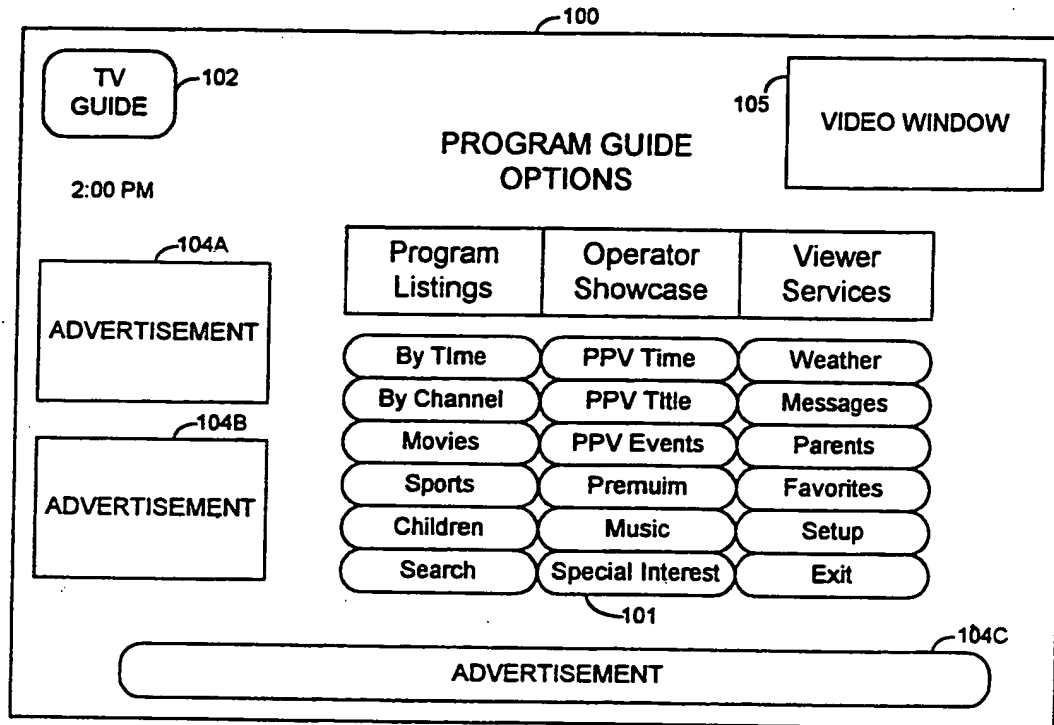 100
TV
GUIDE
102
105
VIDEO WINDOW
PROGRAM GUIDE
OPTIONS
2:00 PM
104A
ADVERTISEMENT
104B
ADVERTISEMENT
Program
Listings
Operator
Showcase
Viewer
Services
By Time
PPV Time
Weather
By Channel
PPV Title
Messages
Movies
PPV Events
Parents
Sports
Premuim
Favorites
Children
Music
Setup
Search
Special Interest
Exit
101
104C
ADVERTISEMENT